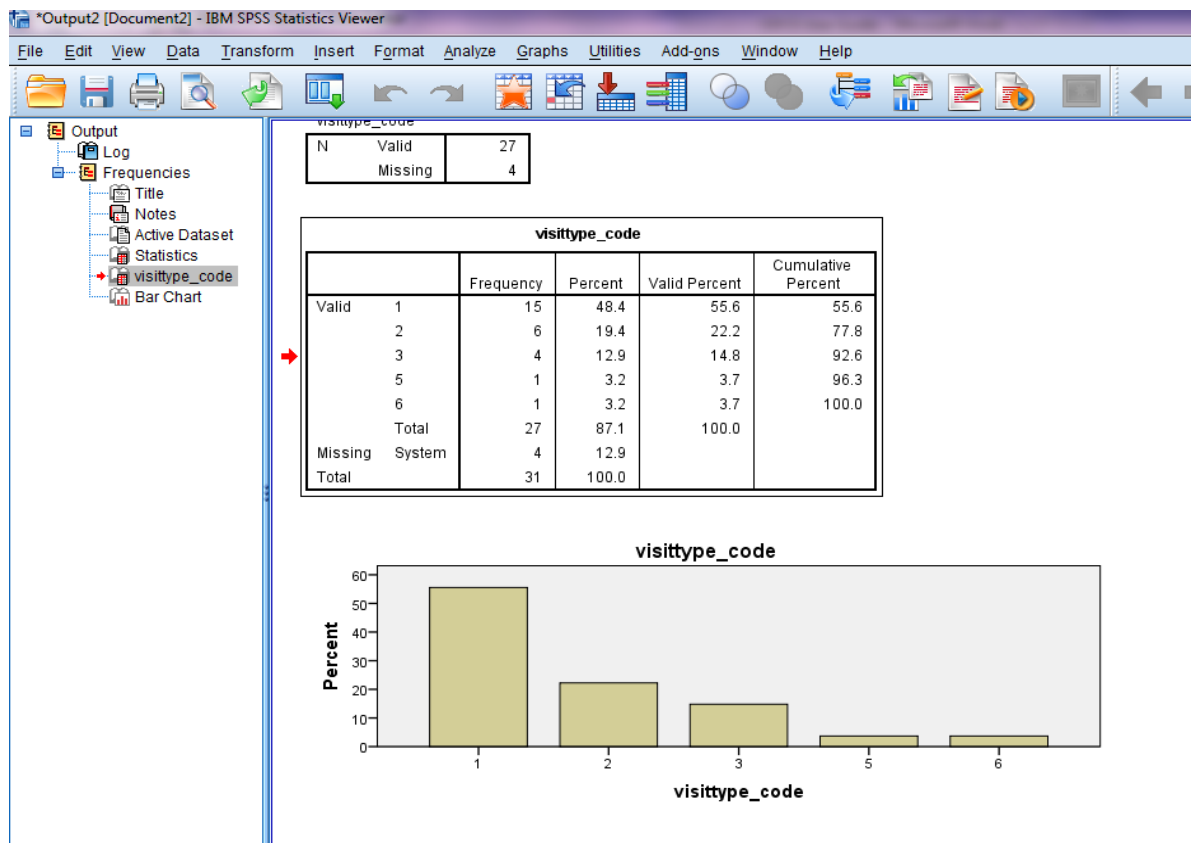 *Output2 [Document2] - IBM SPSS Statistics Viewer
File Edit View Data Transform Insert Format Analyze Graphs Utilities Add-ons Window Help
Output
Log
Frequencies
Title
Notes
Active Dataset
Statistics
visittype_code
Bar Chart
visittype_code
N Valid 27
Missing 4
visittype_code
Frequency Percent Valid Percent Cumulative Percent
Valid 1 15 48.4 55.6 55.6
2 6 19.4 22.2 77.8
3 4 12.9 14.8 92.6
5 1 3.2 3.7 96.3
6 1 3.2 3.7 100.0
Total 27 87.1 100.0
Missing System 4 12.9
Total 31 100.0
visittype_code
60
50
40
30
20
10
0
Percent
1 2 3 5 6
visittype_code